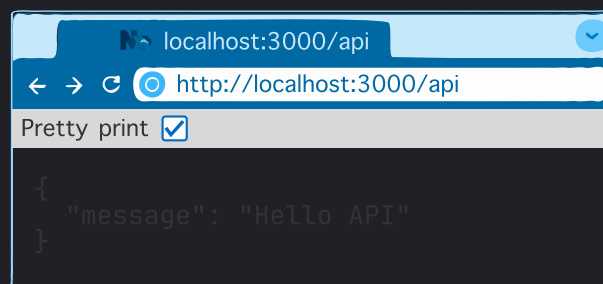 localhost:3000/api
http://localhost:3000/api
Pretty print
{
"message": "Hello API"
}